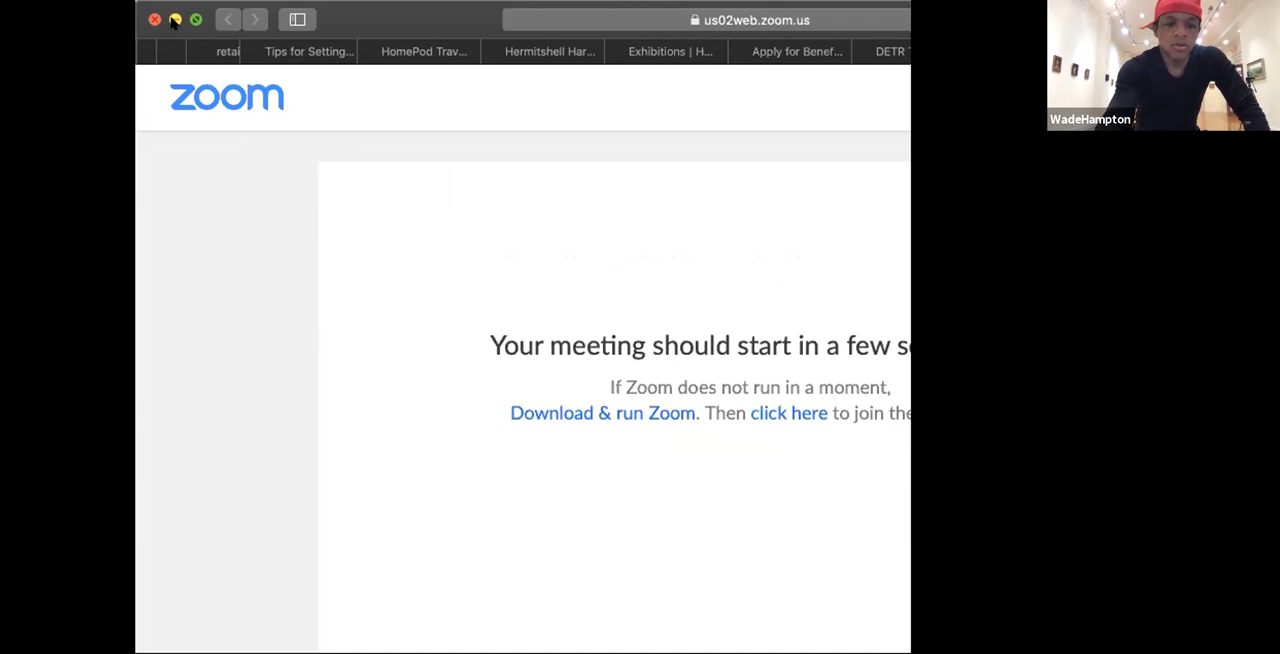 us02web.zoom.us
retai
Tips for Setting...
HomePod Trav...
Hermitshell Har...
Exhibitions | H...
Apply for Benef...
DETR
zoom
WadeHampton
Your meeting should start in a few s
If Zoom does not run in a moment,
Download & run Zoom. Then click here to join the